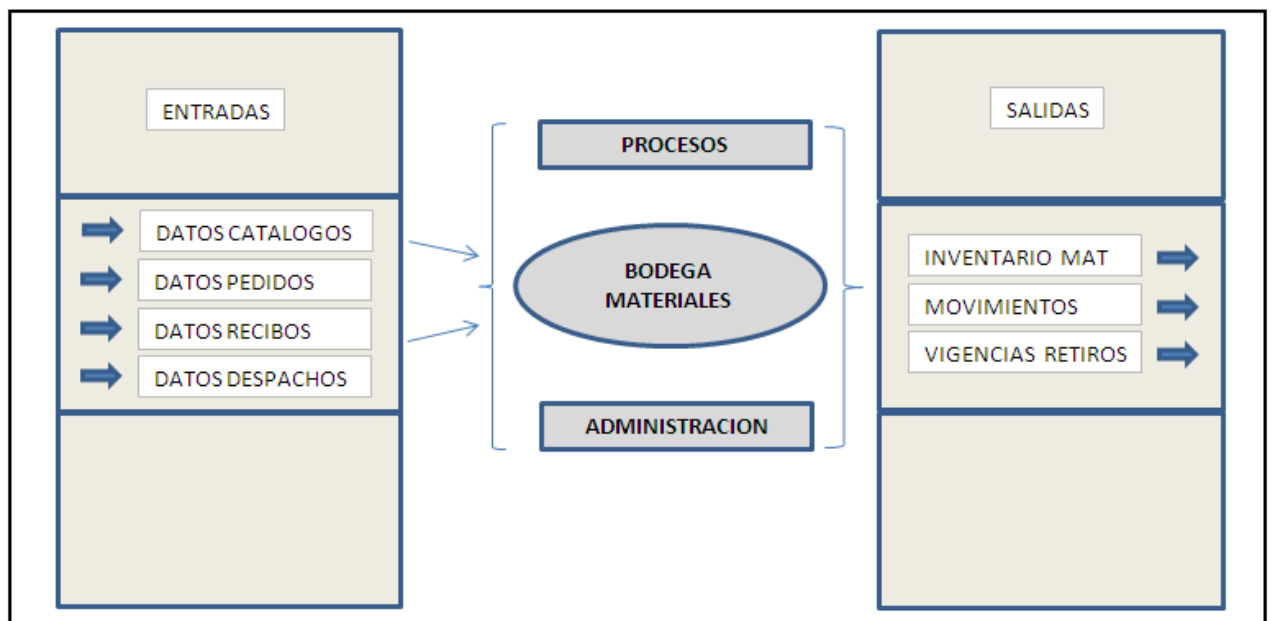 ENTRADAS
DATOS CATALOGOS
DATOS PEDIDOS
DATOS RECIBOS
DATOS DESPACHOS
PROCESOS
BODEGA
MATERIALES
ADMINISTRACION
SALIDAS
INVENTARIO MAT
MOVIMIENTOS
VIGENCIAS RETIROS